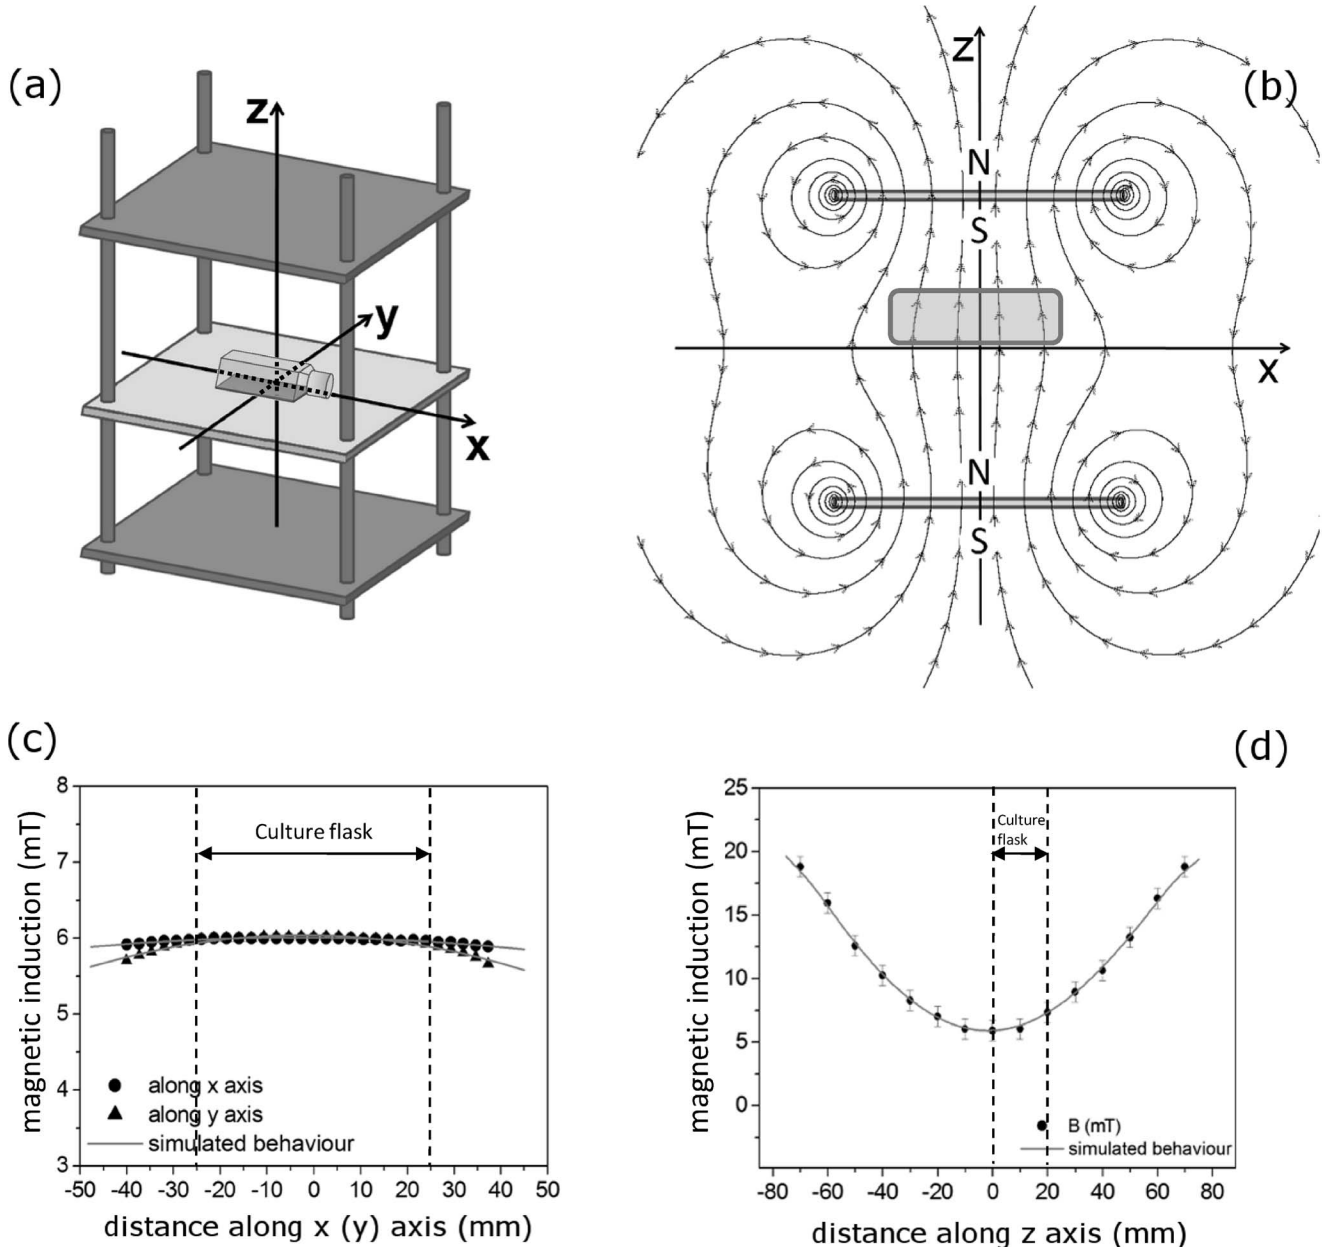 (a)
z
y
x
(b)
z
N
S
x
N
S
(c)
magnetic induction (mT)
8
7
6
5
4
3
Culture flask
along x axis
along y axis
simulated behaviour
-50 -40 -30 -20 -10 0 10 20 30 40 50
distance along x (y) axis (mm)
(d)
magnetic induction (mT)
25
20
15
10
5
0
Culture
flask
B (mT)
simulated behaviour
-80 -60 -40 -20 0 20 40 60 80
distance along z axis (mm)